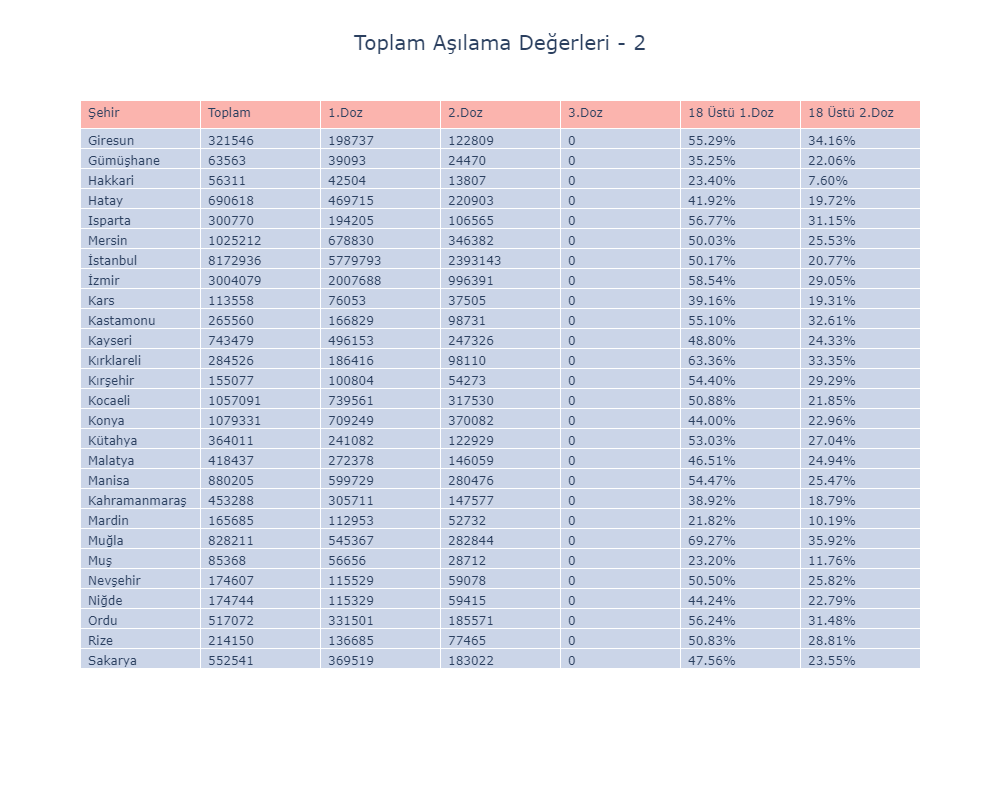 Toplam Aşılama Değerleri - 2
Şehir Toplam 1.Doz 2.Doz 3.Doz 18 Üstü 1.Doz 18 Üstü 2.Doz
Giresun 321546 198737 122809 0 55.29% 34.16%
Gümüşhane 63563 39093 24470 0 35.25% 22.06%
Hakkari 56311 42504 13807 0 23.40% 7.60%
Hatay 690618 469715 220903 0 41.92% 19.72%
Isparta 300770 194205 106565 0 56.77% 31.15%
Mersin 1025212 678830 346382 0 50.03% 25.53%
İstanbul 8172936 5779793 2393143 0 50.17% 20.77%
İzmir 3004079 2007688 996391 0 58.54% 29.05%
Kars 113558 76053 37505 0 39.16% 19.31%
Kastamonu 265560 166829 98731 0 55.10% 32.61%
Kayseri 743479 496153 247326 0 48.80% 24.33%
Kırklareli 284526 186416 98110 0 63.36% 33.35%
Kırşehir 155077 100804 54273 0 54.40% 29.29%
Kocaeli 1057091 739561 317530 0 50.88% 21.85%
Konya 1079331 709249 370082 0 44.00% 22.96%
Kütahya 364011 241082 122929 0 53.03% 27.04%
Malatya 418437 272378 146059 0 46.51% 24.94%
Manisa 880205 599729 280476 0 54.47% 25.47%
Kahramanmaraş 453288 305711 147577 0 38.92% 18.79%
Mardin 165685 112953 52732 0 21.82% 10.19%
Muğla 828211 545367 282844 0 69.27% 35.92%
Muş 85368 56656 28712 0 23.20% 11.76%
Nevşehir 174607 115529 59078 0 50.50% 25.82%
Niğde 174744 115329 59415 0 44.24% 22.79%
Ordu 517072 331501 185571 0 56.24% 31.48%
Rize 214150 136685 77465 0 50.83% 28.81%
Sakarya 552541 369519 183022 0 47.56% 23.55%